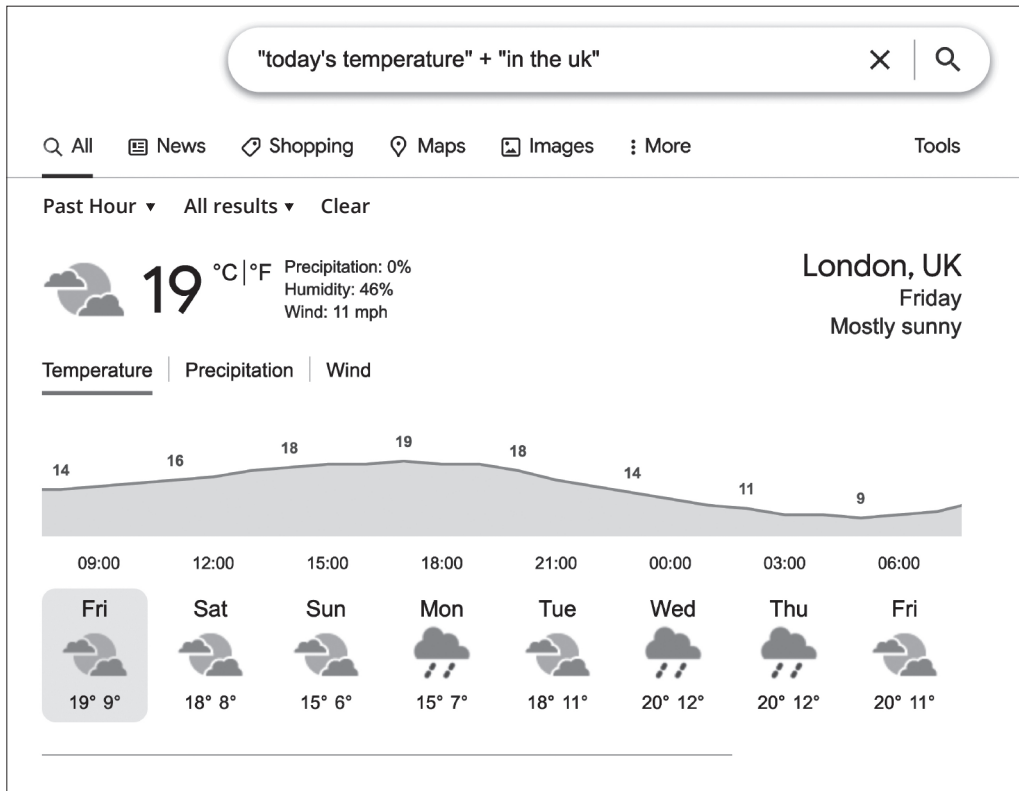 "today's temperature" + "in the uk"
All News Shopping Maps Images More Tools
Past Hour All results Clear
19 °C|°F
Precipitation: 0%
Humidity: 46%
Wind: 11 mph
London, UK
Friday
Mostly sunny
Temperature Precipitation Wind
14 16 18 19 18 14 11 9
09:00 12:00 15:00 18:00 21:00 00:00 03:00 06:00
Fri Sat Sun Mon Tue Wed Thu Fri
19° 9° 18° 8° 15° 6° 15° 7° 18° 11° 20° 12° 20° 12° 20° 11°